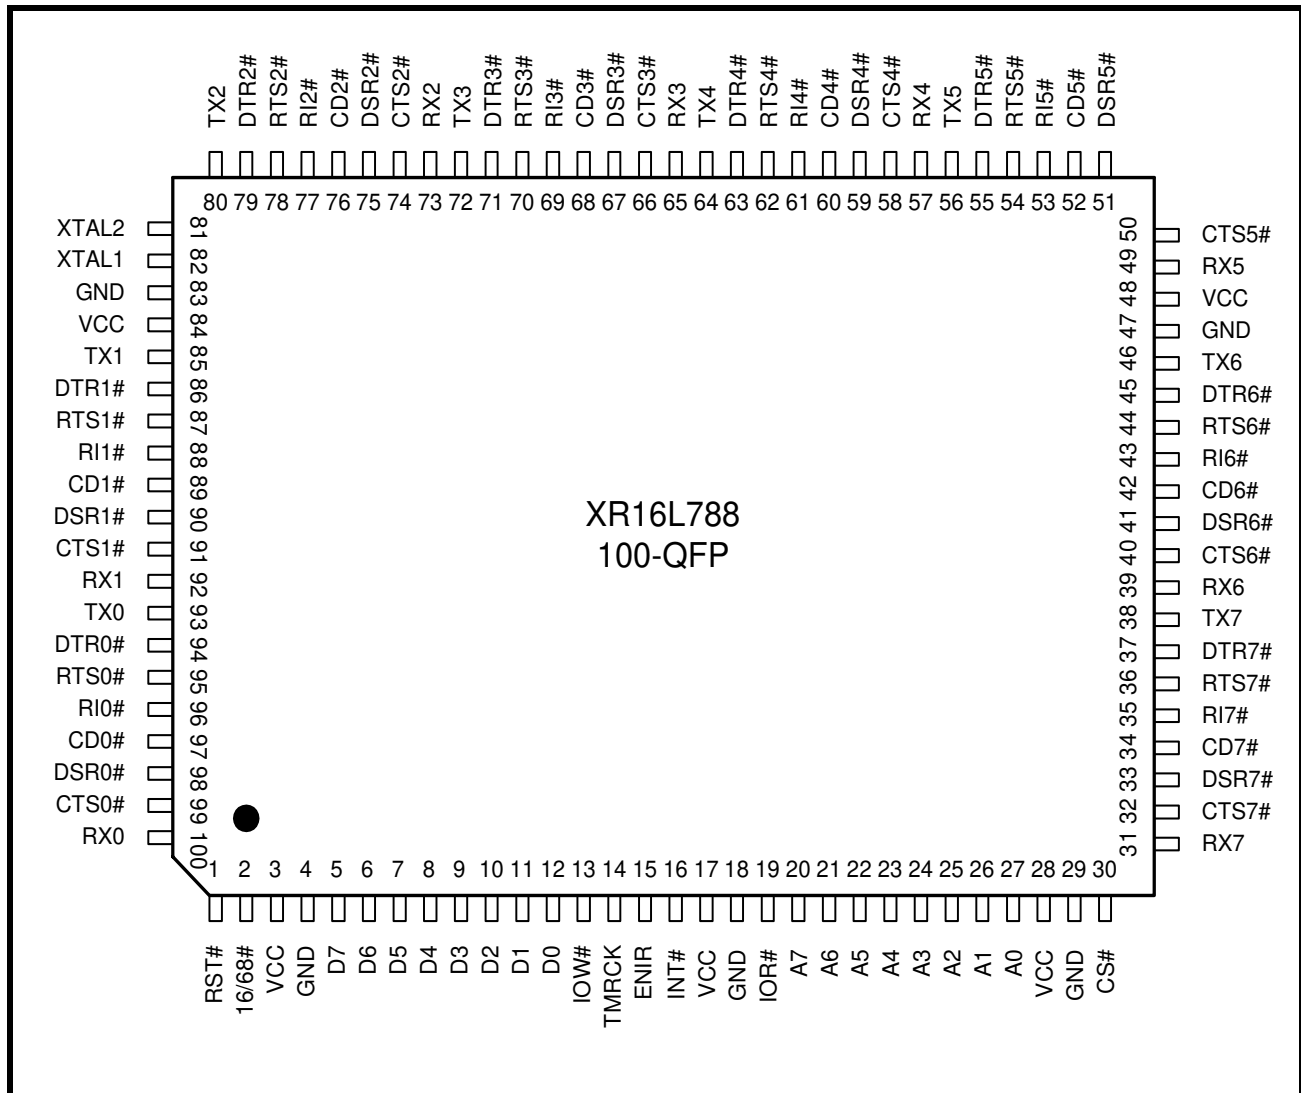 TX2 DTR2# RTS2# RI2# CD2# DSR2# CTS2# RX2 TX3 DTR3# RTS3# RI3# CD3# DSR3# CTS3# RX3 TX4 DTR4# RTS4# RI4# CD4# DSR4# CTS4# RX4 TX5 DTR5# RTS5# RI5# CD5# DSR5#
80 79 78 77 76 75 74 73 72 71 70 69 68 67 66 65 64 63 62 61 60 59 58 57 56 55 54 53 52 51
XTAL2 81
XTAL1 82
GND 83
VCC 84
TX1 85
DTR1# 86
RTS1# 87
RI1# 88
CD1# 89
DSR1# 90
CTS1# 91
RX1 92
TX0 93
DTR0# 94
RTS0# 95
RI0# 96
CD0# 97
DSR0# 98
CTS0# 99
RX0 100
XR16L788
100-QFP
50 CTS5#
49 RX5
48 VCC
47 GND
46 TX6
45 DTR6#
44 RTS6#
43 RI6#
42 CD6#
41 DSR6#
40 CTS6#
39 RX6
38 TX7
37 DTR7#
36 RTS7#
35 RI7#
34 CD7#
33 DSR7#
32 CTS7#
31 RX7
1 2 3 4 5 6 7 8 9 10 11 12 13 14 15 16 17 18 19 20 21 22 23 24 25 26 27 28 29 30
RST# 16/68# VCC GND D7 D6 D5 D4 D3 D2 D1 D0 IOW# TMRCK ENIR INT# VCC GND IOR# A7 A6 A5 A4 A3 A2 A1 A0 VCC GND CS#